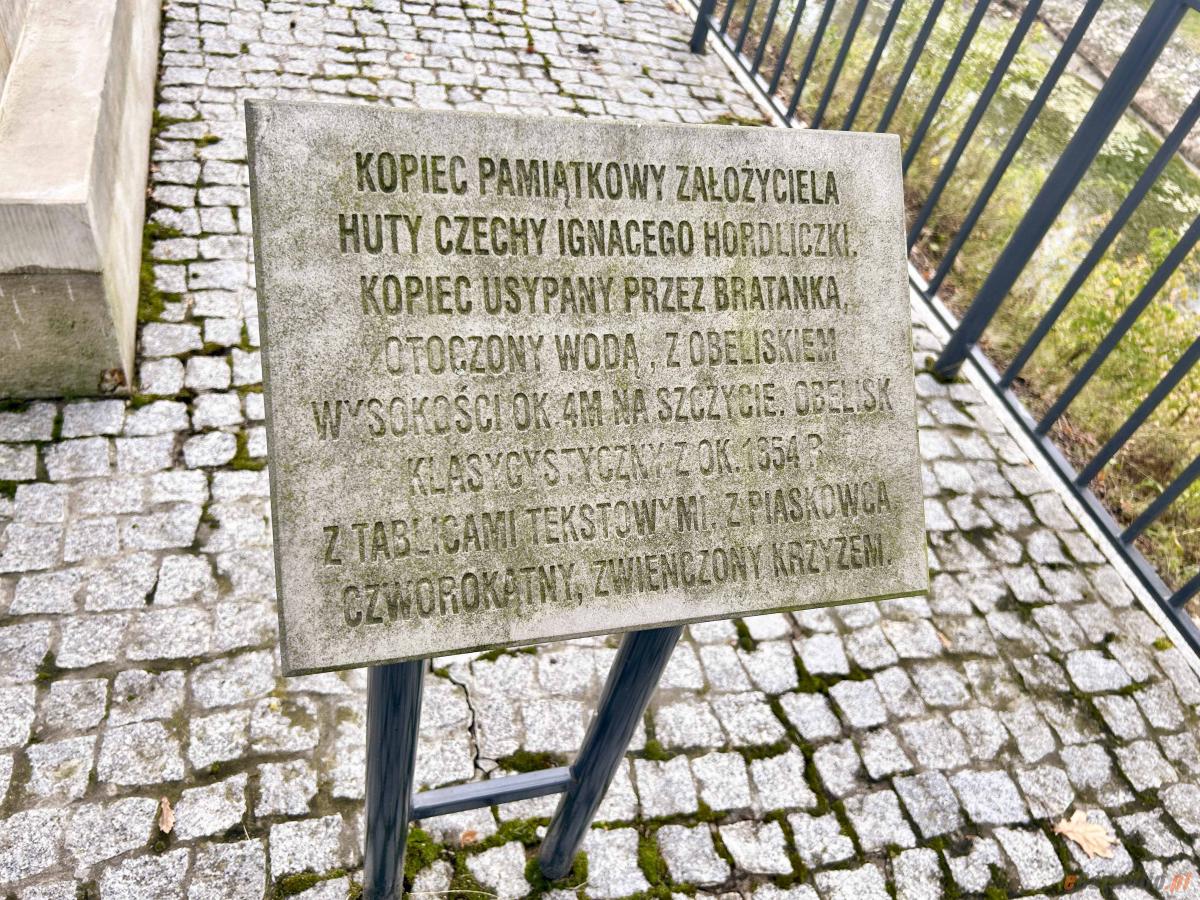 KOPIEC PAMIĄTKOWY ZAŁOŻYCIELA
HUTY CZECHY IGNACEGO HORDLICZKI.
KOPIEC USYPANY PRZEZ BRATANKA,
OTOCZONY WODĄ, Z OBELISKIEM
WYSOKOŚCI OK. 4M NA SZCZYCIE. OBELISK
KLASYCYSTYCZNY Z OK. 1854 R.
Z TABLICAMI TEKSTOWYMI, Z PIASKOWCA,
CZWOROKĄTNY, ZWIEŃCZONY KRZYŻEM.